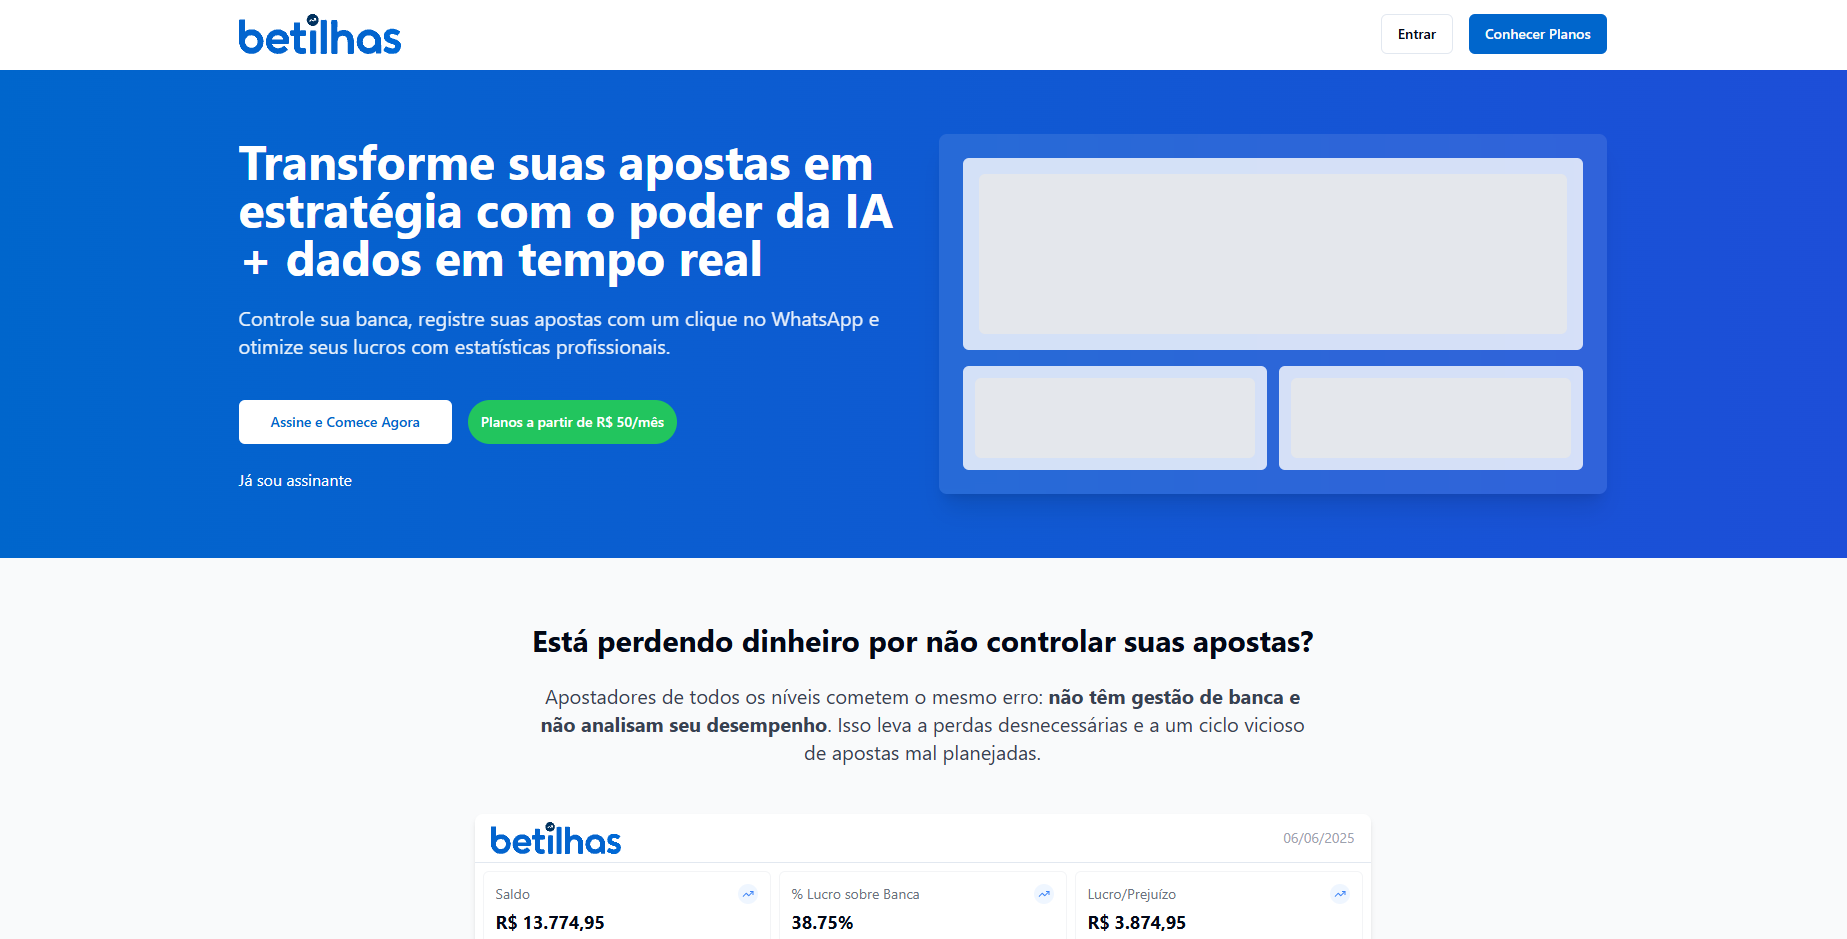 betilhas
Entrar
Conhecer Planos
Transforme suas apostas em
estratégia com o poder da IA
+ dados em tempo real
Controle sua banca, registre suas apostas com um clique no WhatsApp e
otimize seus lucros com estatísticas profissionais.
Assine e Comece Agora
Planos a partir de R$ 50/mês
Já sou assinante
Está perdendo dinheiro por não controlar suas apostas?
Apostadores de todos os níveis cometem o mesmo erro: não têm gestão de banca e
não analisam seu desempenho. Isso leva a perdas desnecessárias e a um ciclo vicioso
de apostas mal planejadas.
betilhas
06/06/2025
Saldo
R$ 13.774,95
% Lucro sobre Banca
38.75%
Lucro/Prejuízo
R$ 3.874,95